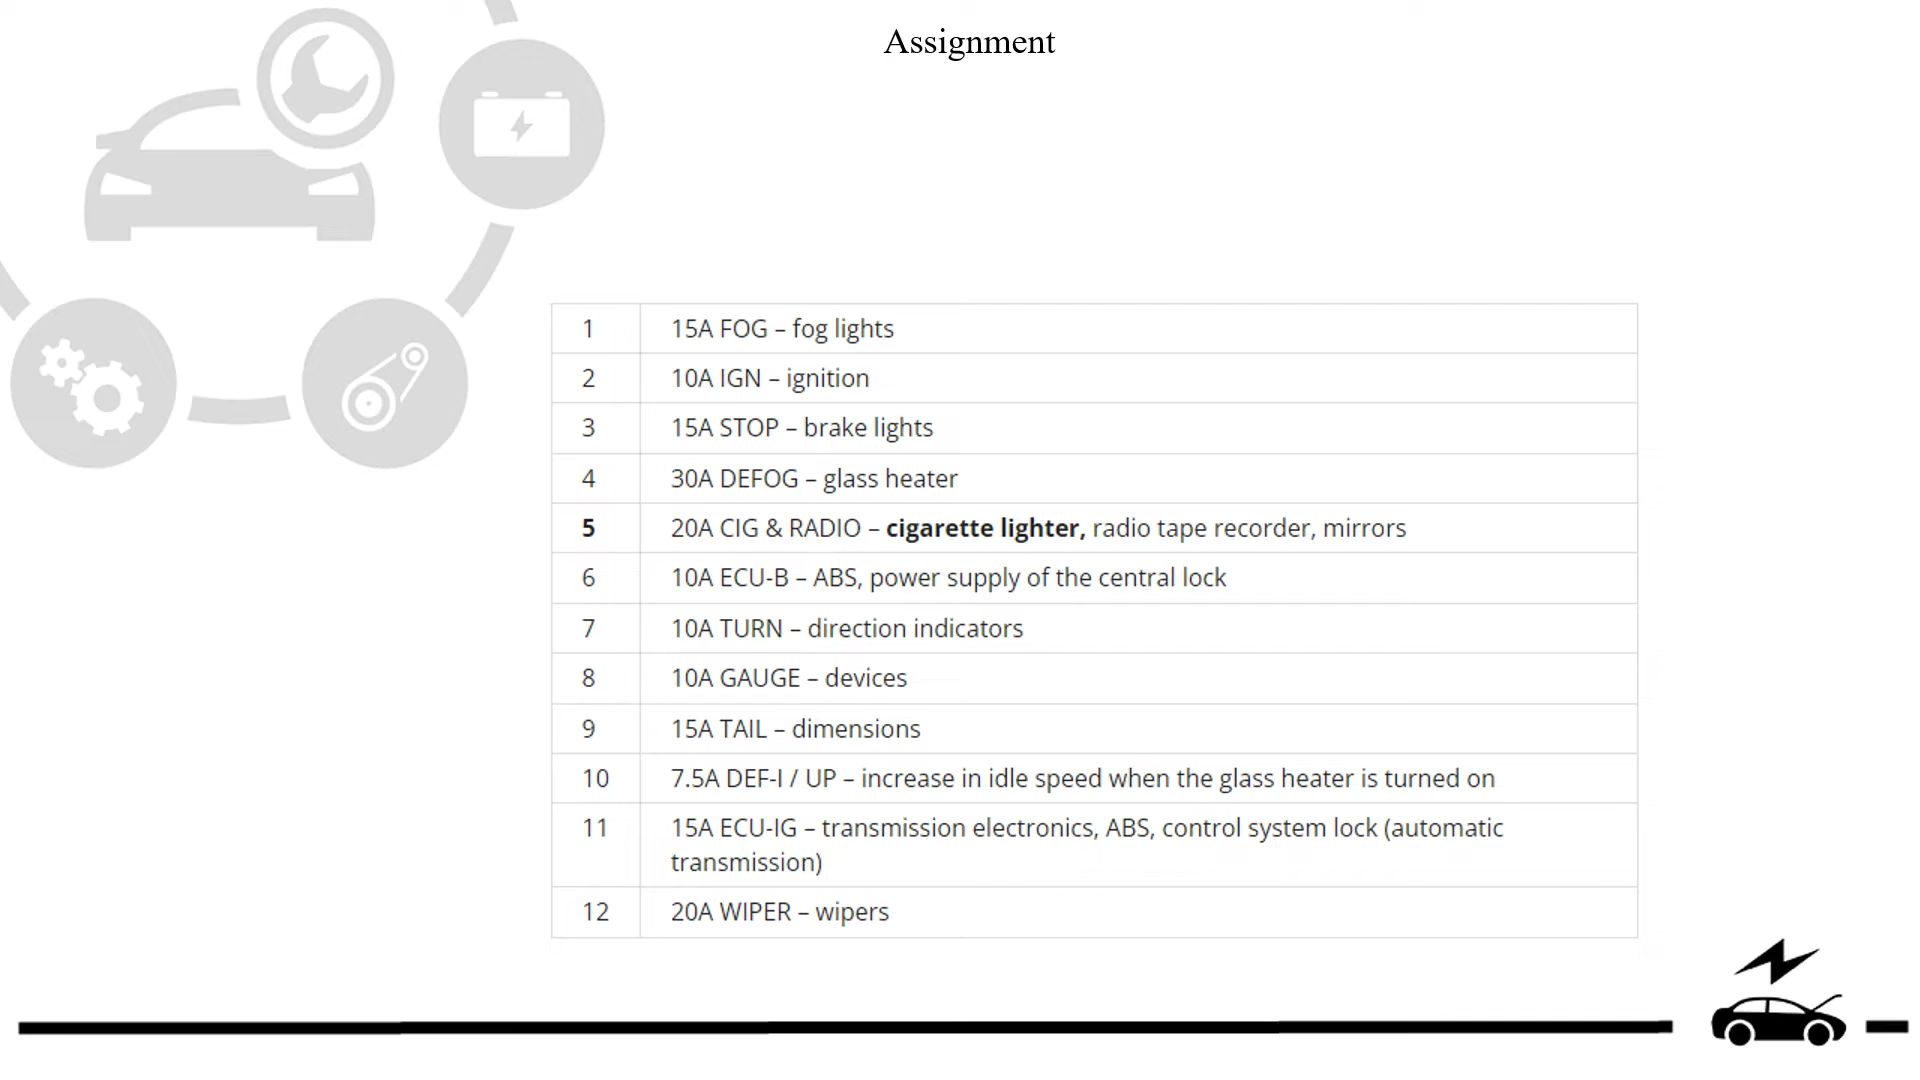 Assignment
1 15A FOG – fog lights
2 10A IGN – ignition
3 15A STOP – brake lights
4 30A DEFOG – glass heater
5 20A CIG & RADIO – cigarette lighter, radio tape recorder, mirrors
6 10A ECU-B – ABS, power supply of the central lock
7 10A TURN – direction indicators
8 10A GAUGE – devices
9 15A TAIL – dimensions
10 7.5A DEF-I / UP – increase in idle speed when the glass heater is turned on
11 15A ECU-IG – transmission electronics, ABS, control system lock (automatic
transmission)
12 20A WIPER – wipers